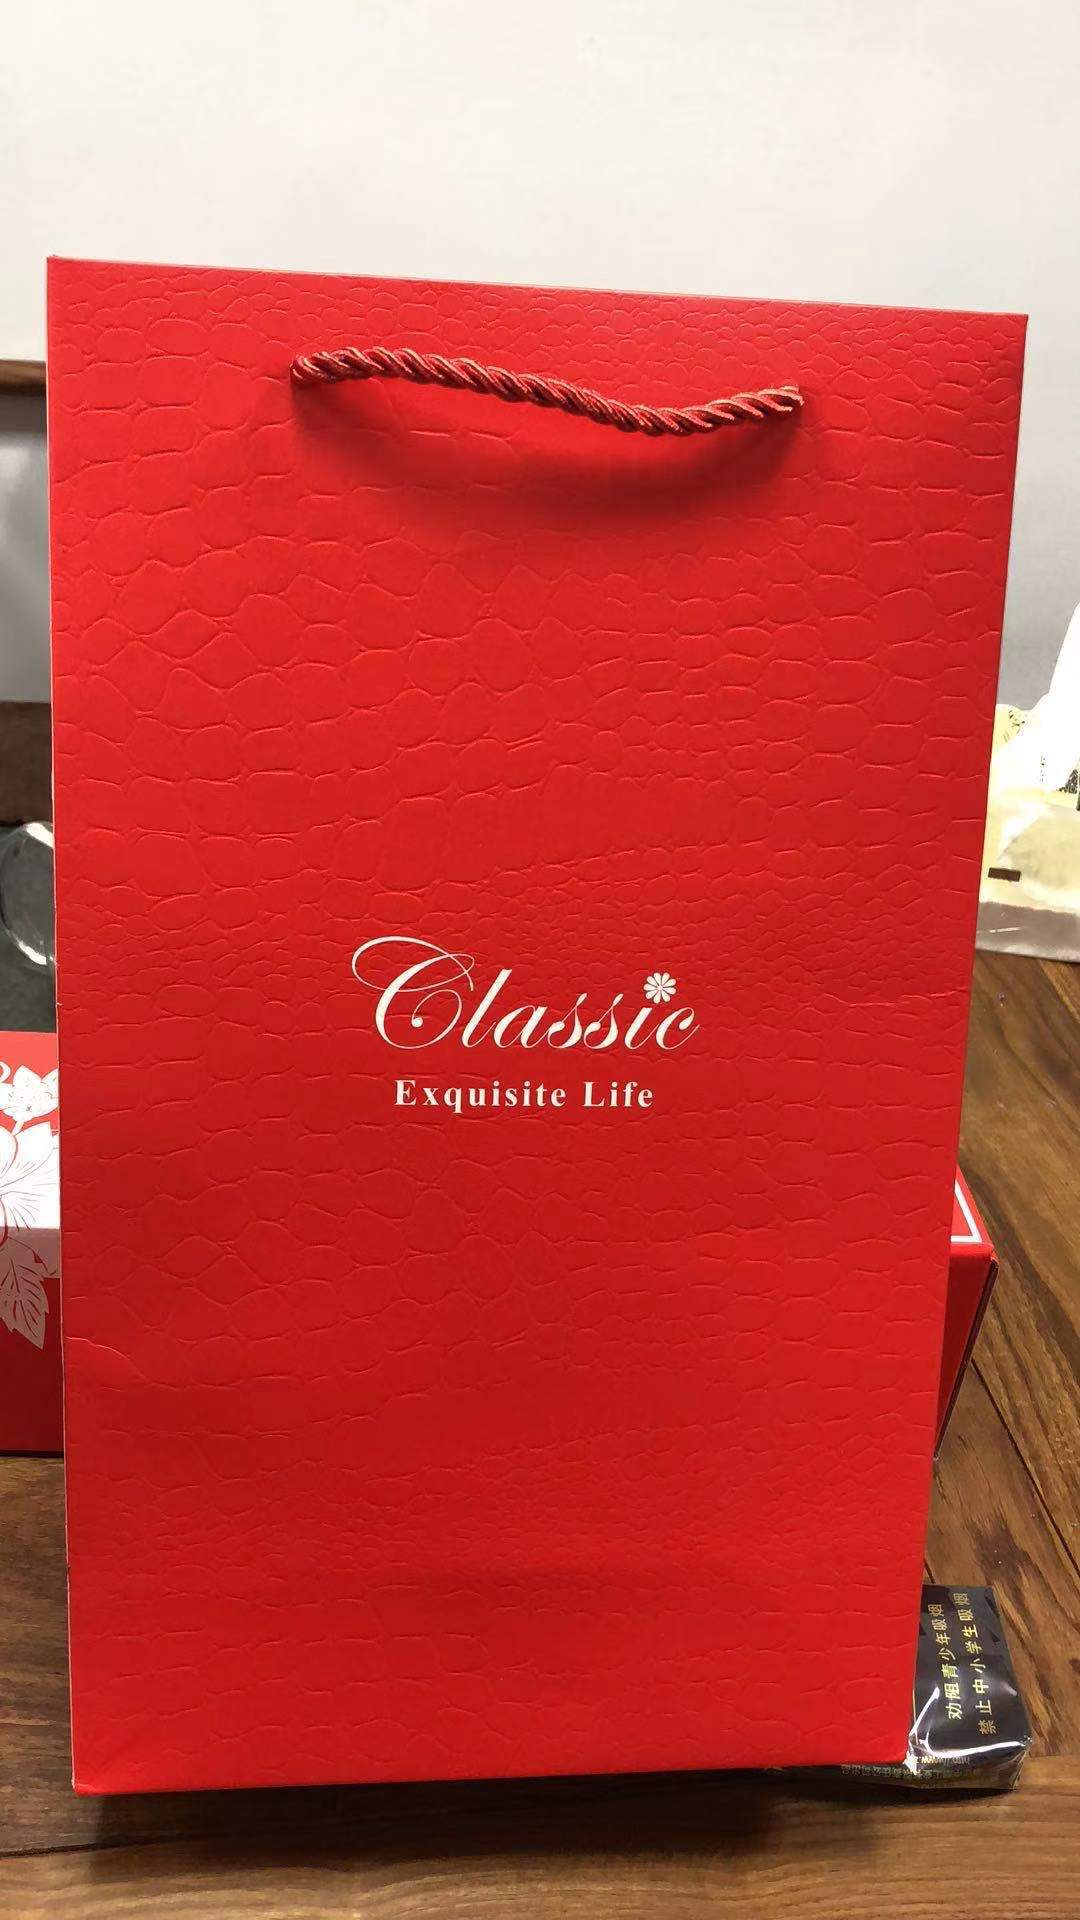 Classic
Exquisite Life
劝阻青少年吸烟
禁止中小学生吸烟